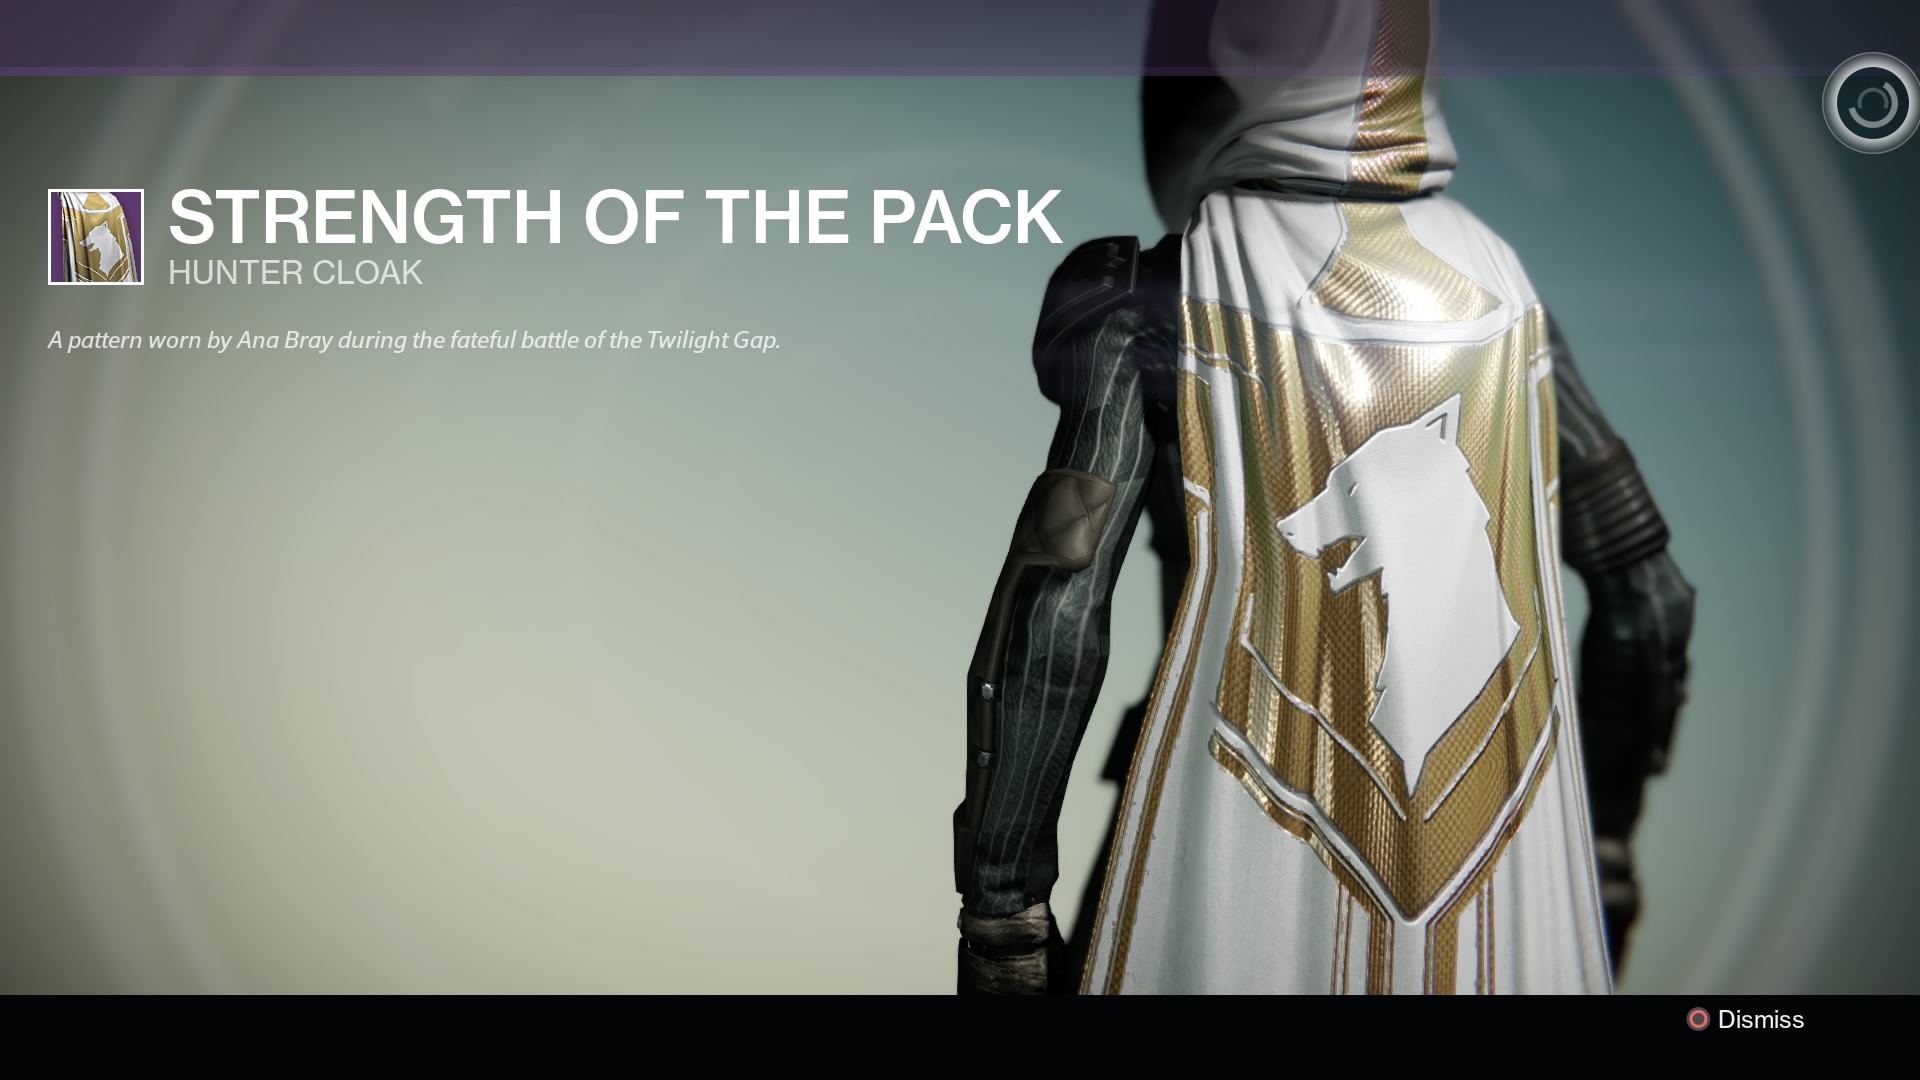 STRENGTH OF THE PACK
HUNTER CLOAK
A pattern worn by Ana Bray during the fateful battle of the Twilight Gap.
Dismiss